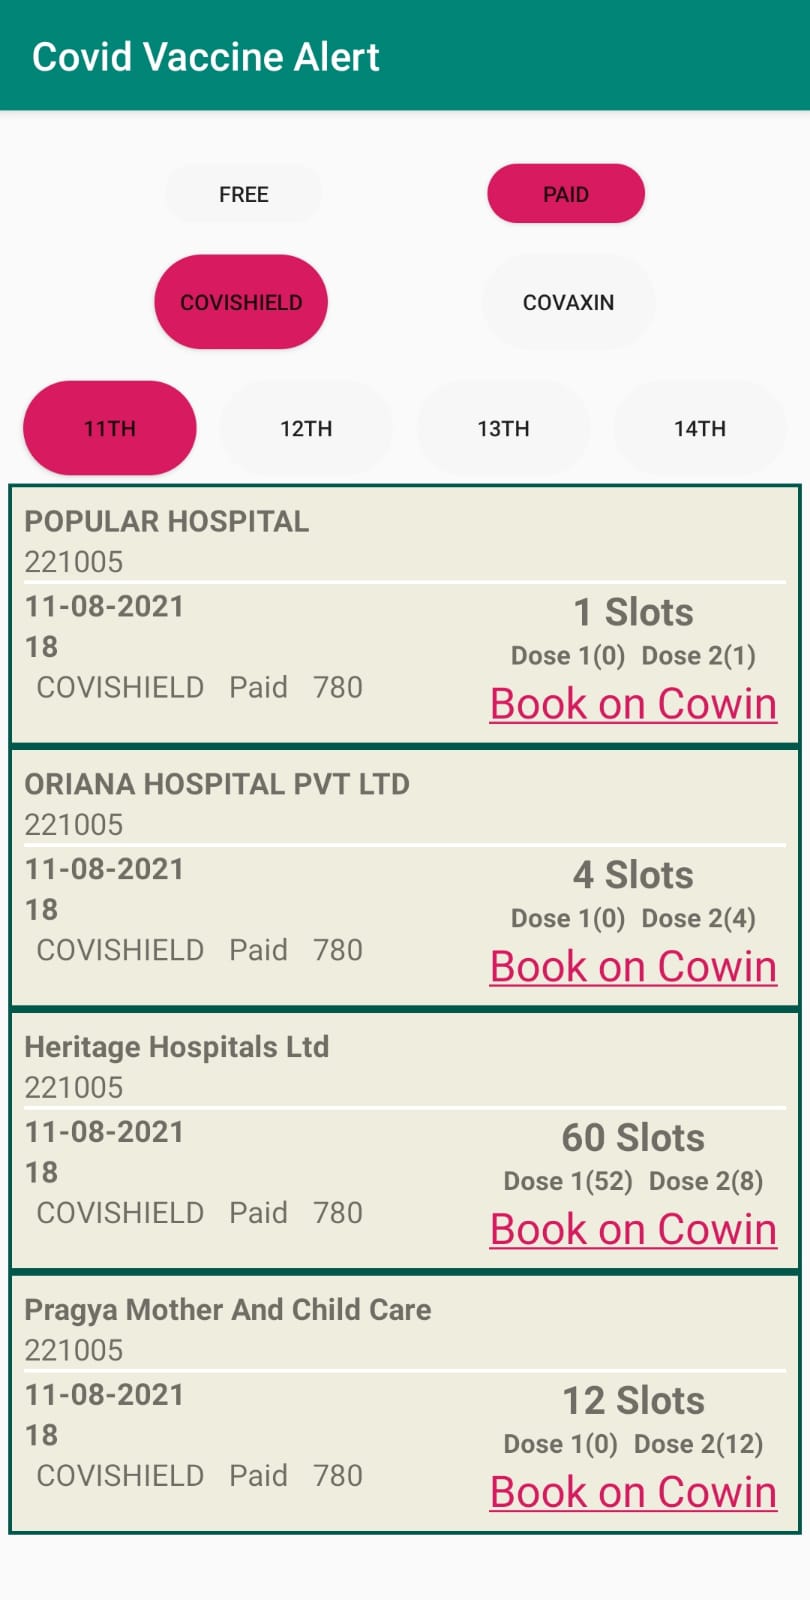 Covid Vaccine Alert
FREE PAID
COVISHIELD COVAXIN
11TH 12TH 13TH 14TH
POPULAR HOSPITAL
221005
11-08-2021
18
COVISHIELD Paid 780
1 Slots
Dose 1(0) Dose 2(1)
Book on Cowin
ORIANA HOSPITAL PVT LTD
221005
11-08-2021
18
COVISHIELD Paid 780
4 Slots
Dose 1(0) Dose 2(4)
Book on Cowin
Heritage Hospitals Ltd
221005
11-08-2021
18
COVISHIELD Paid 780
60 Slots
Dose 1(52) Dose 2(8)
Book on Cowin
Pragya Mother And Child Care
221005
11-08-2021
18
COVISHIELD Paid 780
12 Slots
Dose 1(0) Dose 2(12)
Book on Cowin